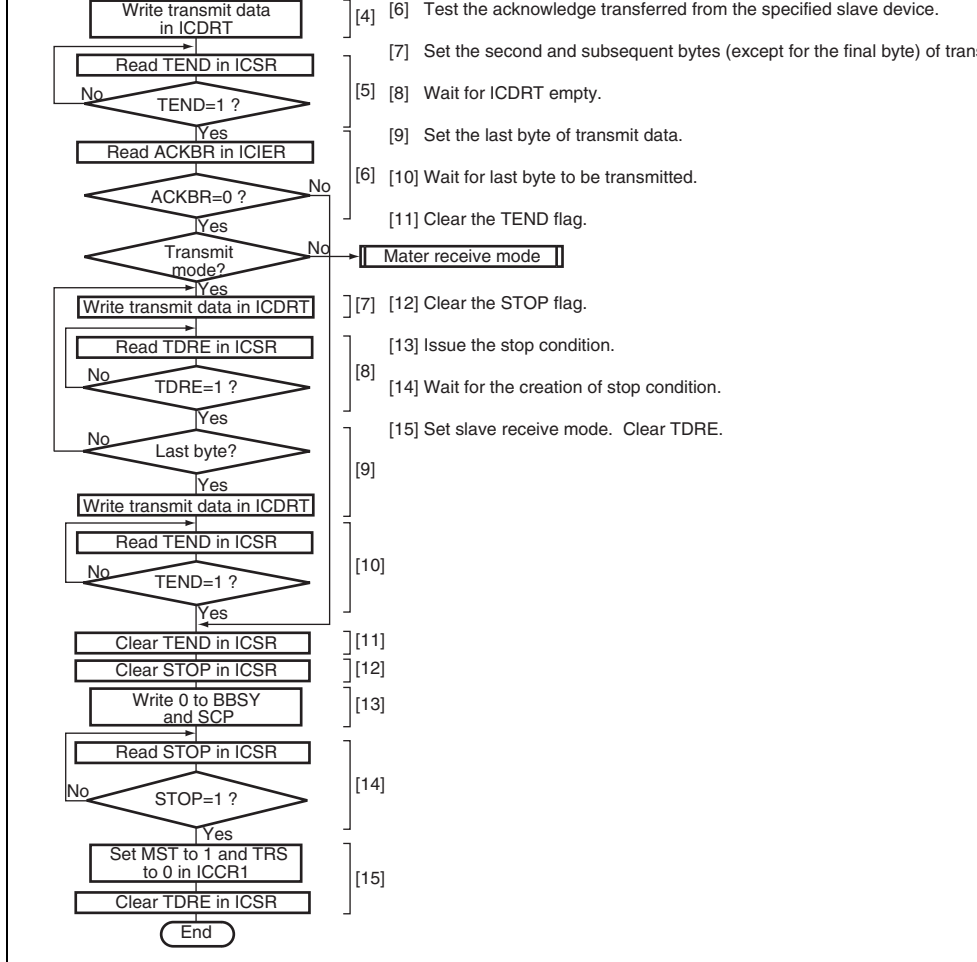 Write transmit data
in ICDRT
[4]
Read TEND in ICSR
No
TEND=1 ?
[5]
Yes
Read ACKBR in ICIER
No
ACKBR=0 ?
[6]
Yes
Transmit
mode?
No
Mater receive mode
Yes
Write transmit data in ICDRT
[7]
Read TDRE in ICSR
No
TDRE=1 ?
[8]
Yes
No
Last byte?
[9]
Yes
Write transmit data in ICDRT
Read TEND in ICSR
No
TEND=1 ?
[10]
Yes
Clear TEND in ICSR
[11]
Clear STOP in ICSR
[12]
Write 0 to BBSY
and SCP
[13]
Read STOP in ICSR
No
STOP=1 ?
[14]
Yes
Set MST to 1 and TRS
to 0 in ICCR1
[15]
Clear TDRE in ICSR
End
[6] Test the acknowledge transferred from the specified slave device.
[7] Set the second and subsequent bytes (except for the final byte) of
[8] Wait for ICDRT empty.
[9] Set the last byte of transmit data.
[10] Wait for last byte to be transmitted.
[11] Clear the TEND flag.
[12] Clear the STOP flag.
[13] Issue the stop condition.
[14] Wait for the creation of stop condition.
[15] Set slave receive mode. Clear TDRE.